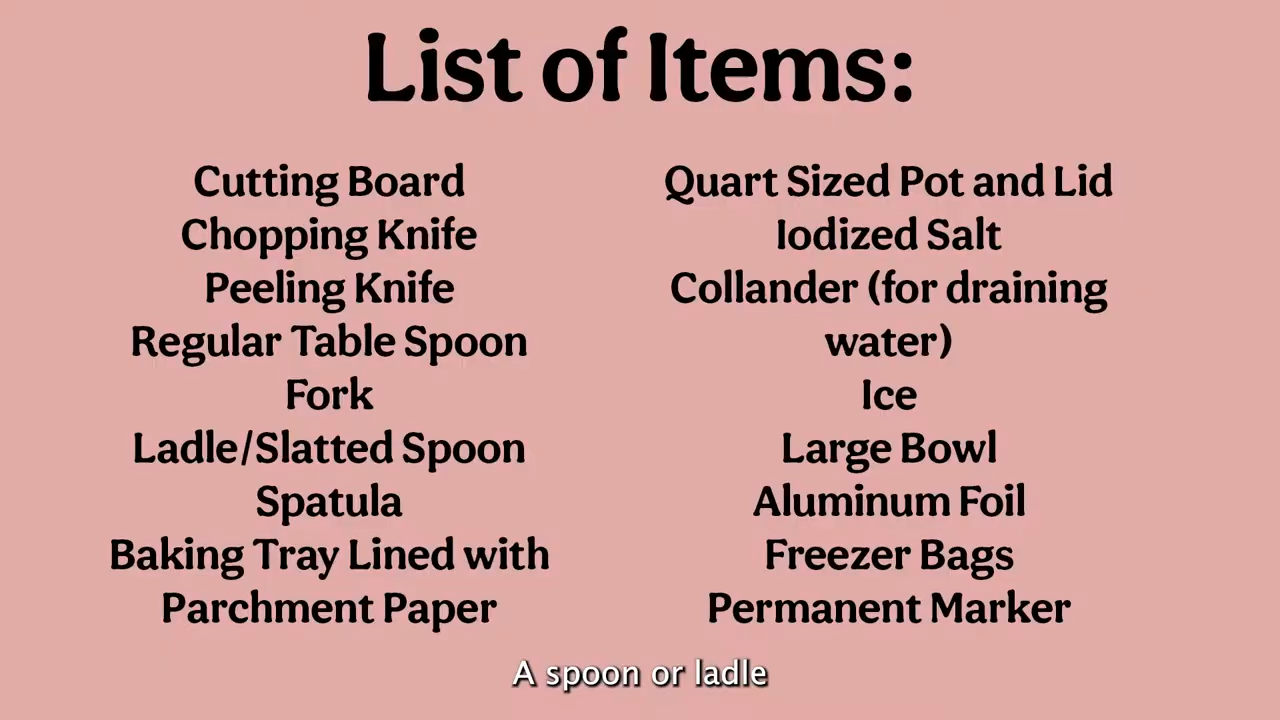 List of Items:
Cutting Board
Chopping Knife
Peeling Knife
Regular Table Spoon
Fork
Ladle/Slatted Spoon
Spatula
Baking Tray Lined with
Parchment Paper
Quart Sized Pot and Lid
Iodized Salt
Collander (for draining
water)
Ice
Large Bowl
Aluminum Foil
Freezer Bags
Permanent Marker
A spoon or ladle